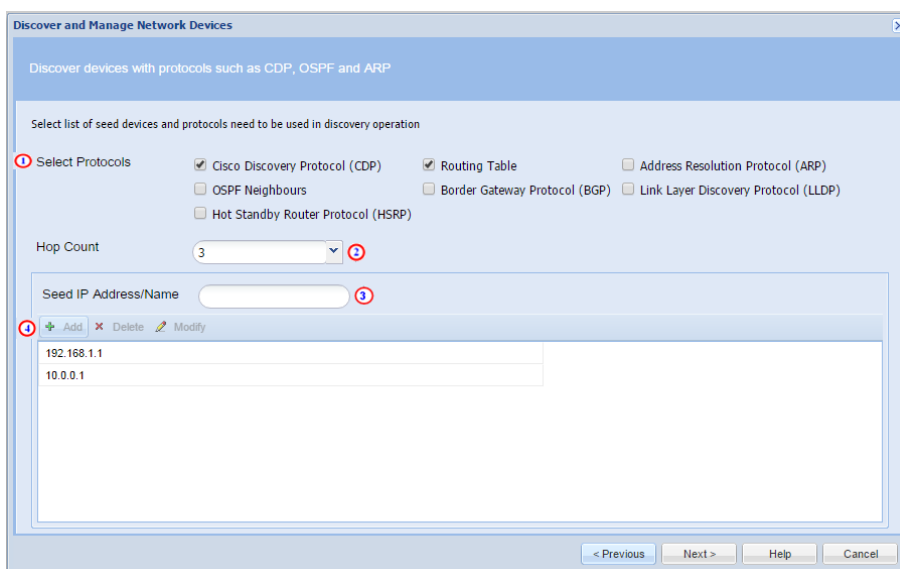 Discover and Manage Network Devices
Discover devices with protocols such as CDP, OSPF and ARP
Select list of seed devices and protocols need to be used in discovery operation
1 Select Protocols
Cisco Discovery Protocol (CDP) Routing Table Address Resolution Protocol (ARP)
OSPF Neighbours Border Gateway Protocol (BGP) Link Layer Discovery Protocol (LLDP)
Hot Standby Router Protocol (HSRP)
Hop Count 3 2
Seed IP Address/Name 3
4 Add Delete Modify
192.168.1.1
10.0.0.1
< Previous Next > Help Cancel